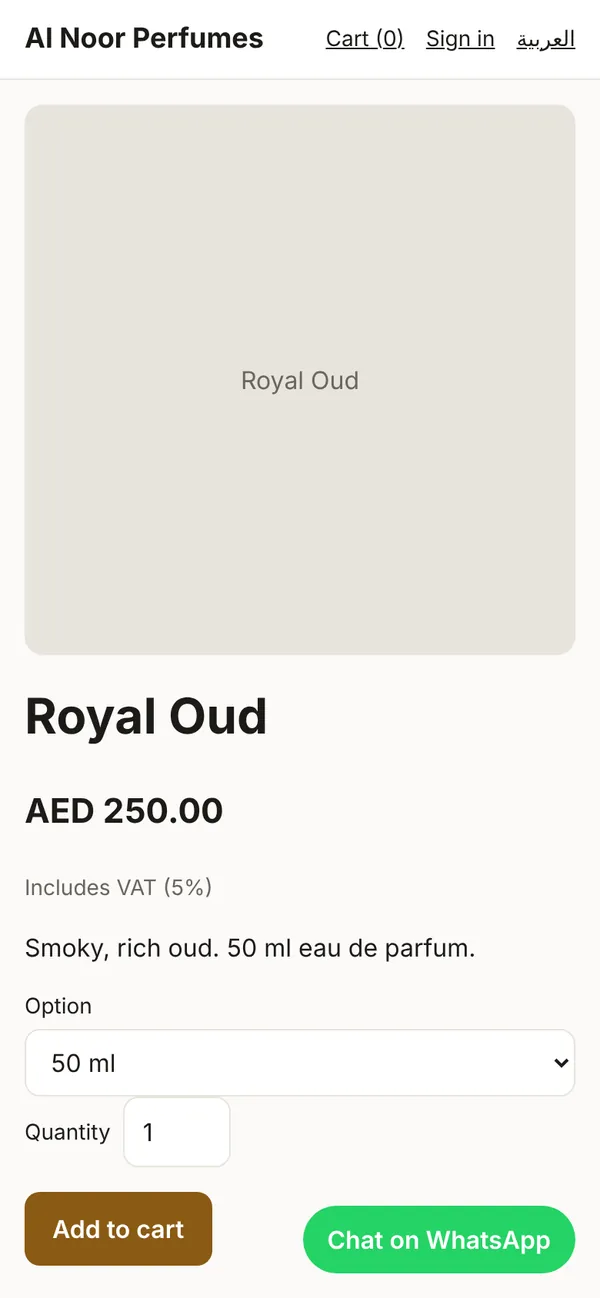 Al Noor Perfumes Cart (0) Sign in العربية
Royal Oud
Royal Oud
AED 250.00
Includes VAT (5%)
Smoky, rich oud. 50 ml eau de parfum.
Option
50 ml
Quantity 1
Add to cart Chat on WhatsApp